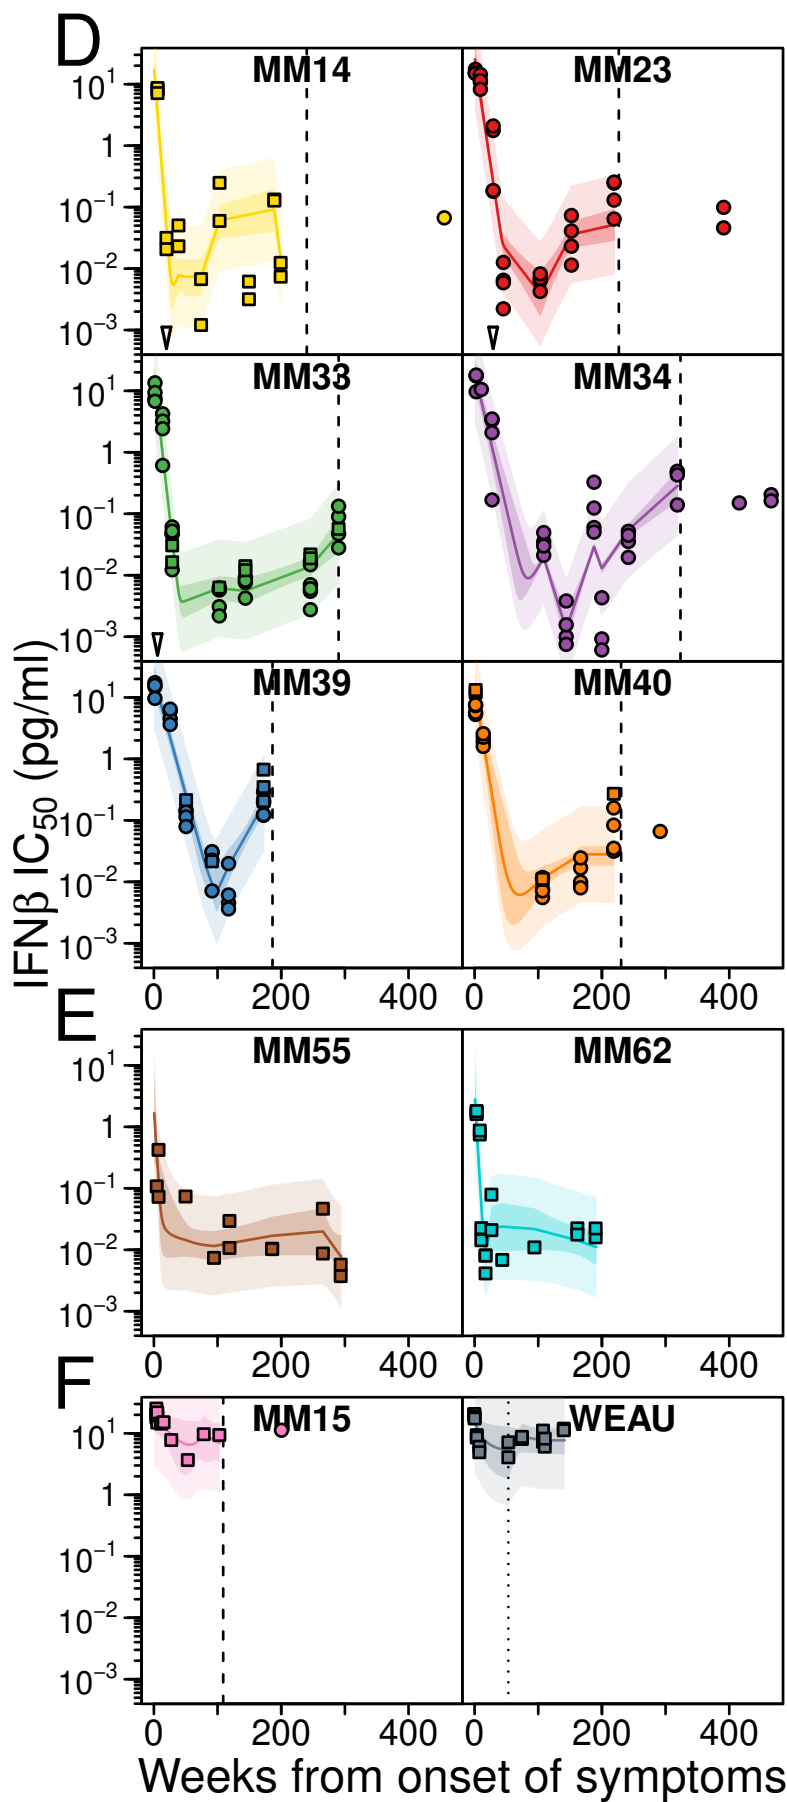 D
MM14 MM23
10¹
1
10⁻¹
10⁻²
10⁻³
MM33 MM34
10¹
1
10⁻¹
10⁻²
10⁻³
MM39 MM40
10¹
1
10⁻¹
10⁻²
10⁻³
0 200 400 0 200 400
IFNβ IC₅₀ (pg/ml)
E
MM55 MM62
10¹
1
10⁻¹
10⁻²
10⁻³
0 200 400 0 200 400
F
MM15 WEAU
10¹
1
10⁻¹
10⁻²
10⁻³
0 200 400 0 200 400
Weeks from onset of symptoms